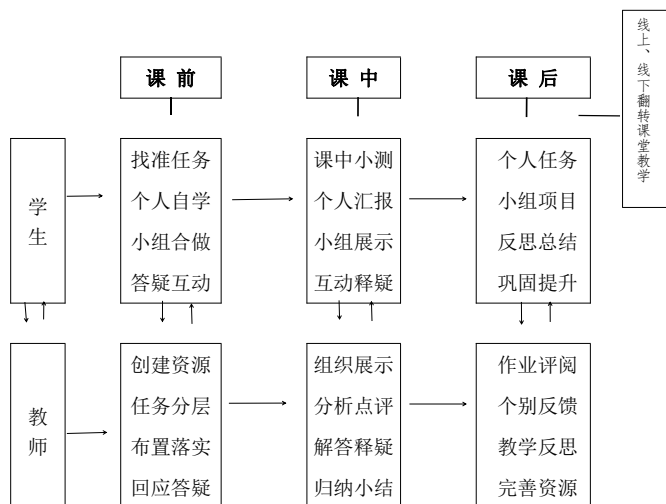 课前
课中
课后
线上、线下翻转课堂教学
学生
找准任务
个人自学
小组合做
答疑互动
课中小测
个人汇报
小组展示
互动释疑
个人任务
小组项目
反思总结
巩固提升
教师
创建资源
任务分层
布置落实
回应答疑
组织展示
分析点评
解答释疑
归纳小结
作业评阅
个别反馈
教学反思
完善资源